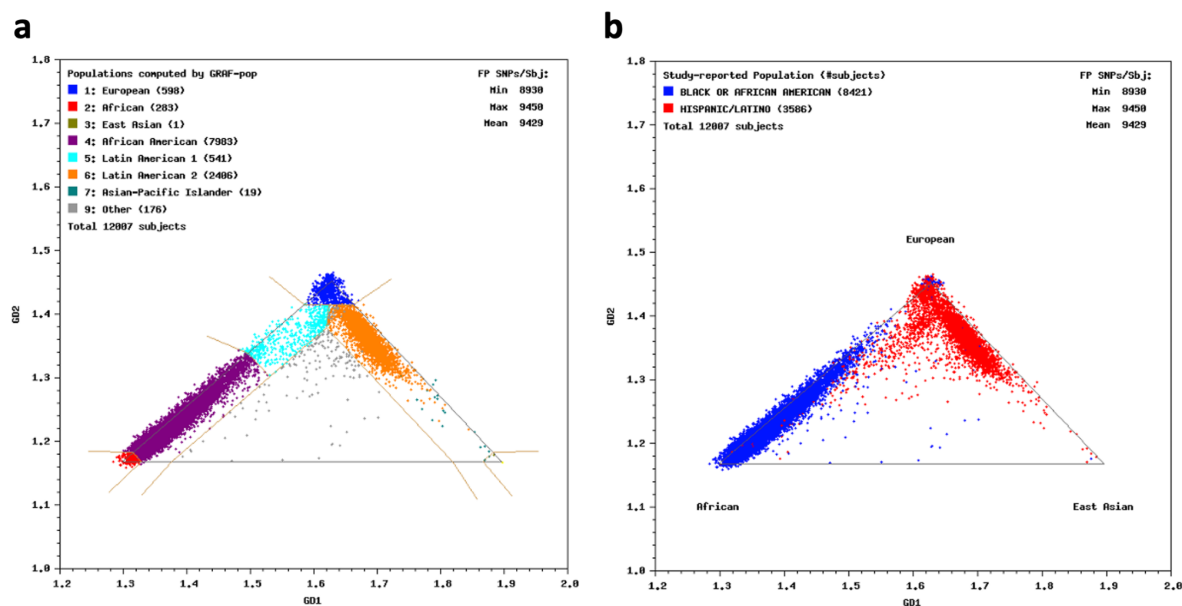 a
Populations computed by GRAF-pop
1: European (598)
2: African (283)
3: East Asian (1)
4: African American (7983)
5: Latin American 1 (541)
6: Latin American 2 (2406)
7: Asian-Pacific Islander (19)
9: Other (176)
Total 12007 subjects
FP SNPs/Sbj:
Min 8930
Max 9450
Mean 9429
1.8
1.7
1.6
1.5
1.4
1.3
1.2
1.1
1.0
GD2
1.2 1.3 1.4 1.5 1.6 1.7 1.8 1.9 2.0
GD1
b
Study-reported Population (#subjects)
BLACK OR AFRICAN AMERICAN (8421)
HISPANIC/LATINO (3586)
Total 12007 subjects
FP SNPs/Sbj:
Min 8930
Max 9450
Mean 9429
European
African
East Asian
1.8
1.7
1.6
1.5
1.4
1.3
1.2
1.1
1.0
GD2
1.2 1.3 1.4 1.5 1.6 1.7 1.8 1.9 2.0
GD1